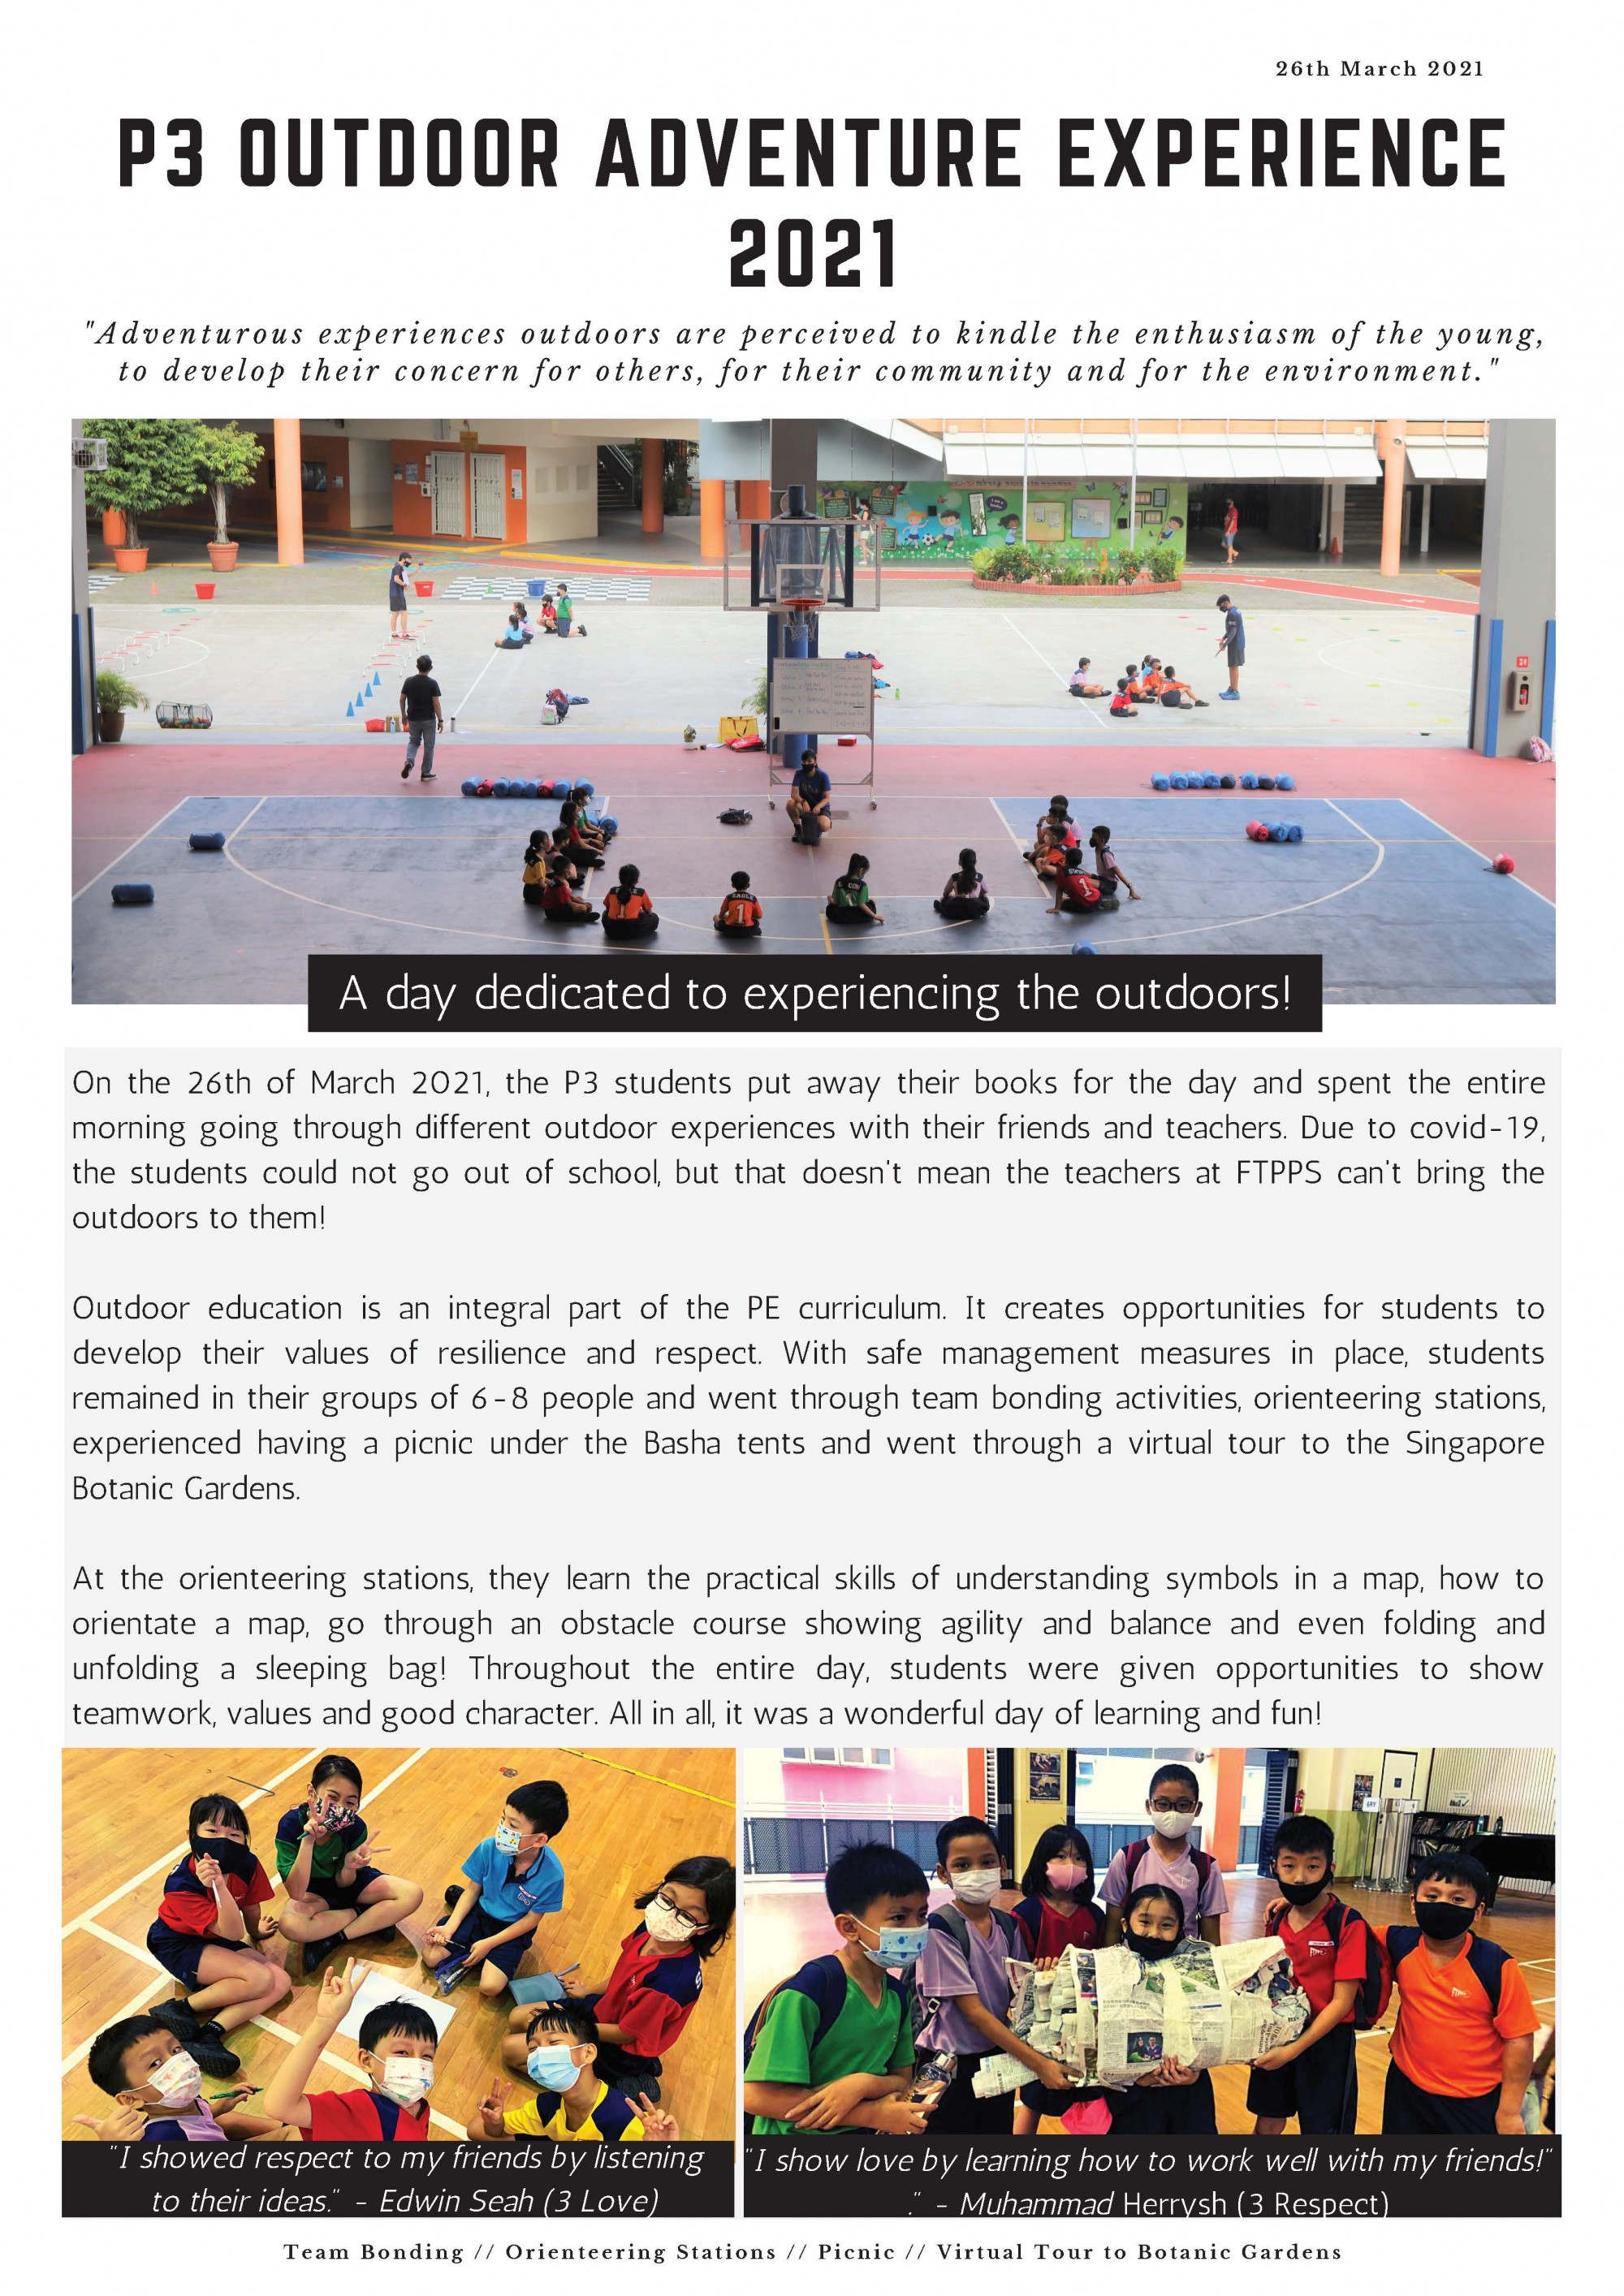 26th March 2021
P3 OUTDOOR ADVENTURE EXPERIENCE
2021
"Adventurous experiences outdoors are perceived to kindle the enthusiasm of the young,
to develop their concern for others, for their community and for the environment."
EAGLE
1
1
1
A day dedicated to experiencing the outdoors!
On the 26th of March 2021, the P3 students put away their books for the day and spent the entire
morning going through different outdoor experiences with their friends and teachers. Due to covid-19,
the students could not go out of school, but that doesn't mean the teachers at FTPPS can't bring the
outdoors to them!
Outdoor education is an integral part of the PE curriculum. It creates opportunities for students to
develop their values of resilience and respect. With safe management measures in place, students
remained in their groups of 6-8 people and went through team bonding activities, orienteering stations,
experienced having a picnic under the Basha tents and went through a virtual tour to the Singapore
Botanic Gardens.
At the orienteering stations, they learn the practical skills of understanding symbols in a map, how to
orientate a map, go through an obstacle course showing agility and balance and even folding and
unfolding a sleeping bag! Throughout the entire day, students were given opportunities to show
teamwork, values and good character. All in all, it was a wonderful day of learning and fun!
"I showed respect to my friends by listening
to their ideas." - Edwin Seah (3 Love)
"I show love by learning how to work well with my friends!"
" - Muhammad Herrysh (3 Respect)
Team Bonding // Orienteering Stations // Picnic // Virtual Tour to Botanic Gardens